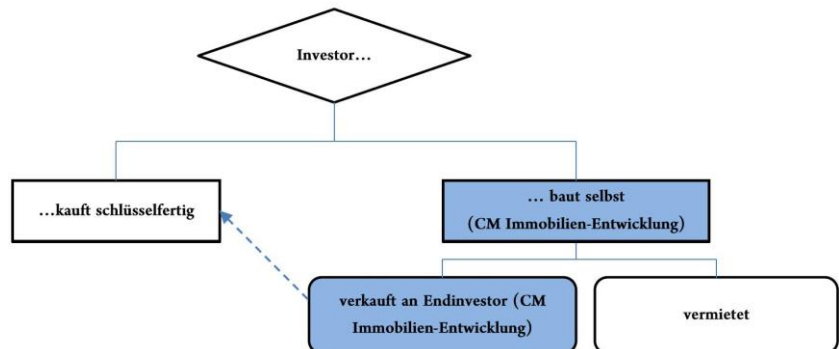 Investor…
…kauft schlüsselfertig
… baut selbst
(CM Immobilien-Entwicklung)
verkauft an Endinvestor (CM
Immobilien-Entwicklung)
vermietet